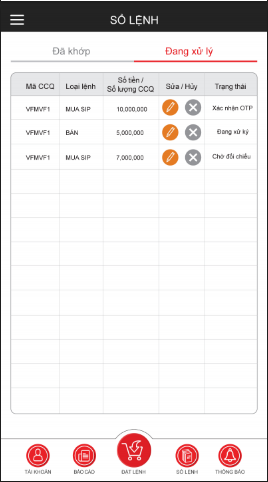 SỔ LỆNH
Đã khớp
Đang xử lý
Mã CCQ Loại lệnh Số tiền / Số lượng CCQ Sửa / Hủy Trạng thái
VFMVF1 MUA SIP 10,000,000 Xác nhận OTP
VFMVF1 BÁN 5,000,000 Đang xử ký
VFMVF1 MUA SIP 7,000,000 Chờ đối chiếu
TÀI KHOẢN BÁO CÁO ĐẶT LỆNH SỔ LỆNH THÔNG BÁO